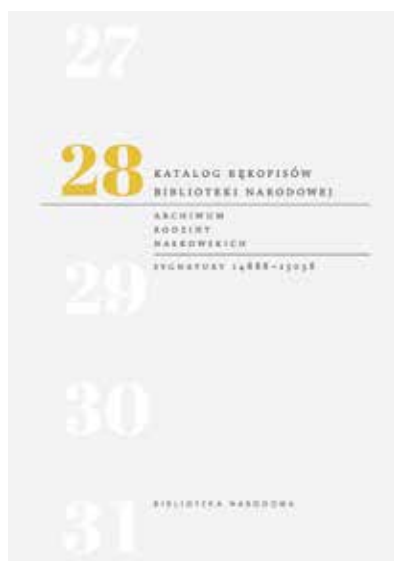 27
28
KATALOG RĘKOPISÓW
BIBLIOTEKI NARODOWEJ
ARCHIWUM
RODZINY
NAŁKOWSKICH
SYGNATURY 14888–15038
29
30
31
BIBLIOTEKA NARODOWA